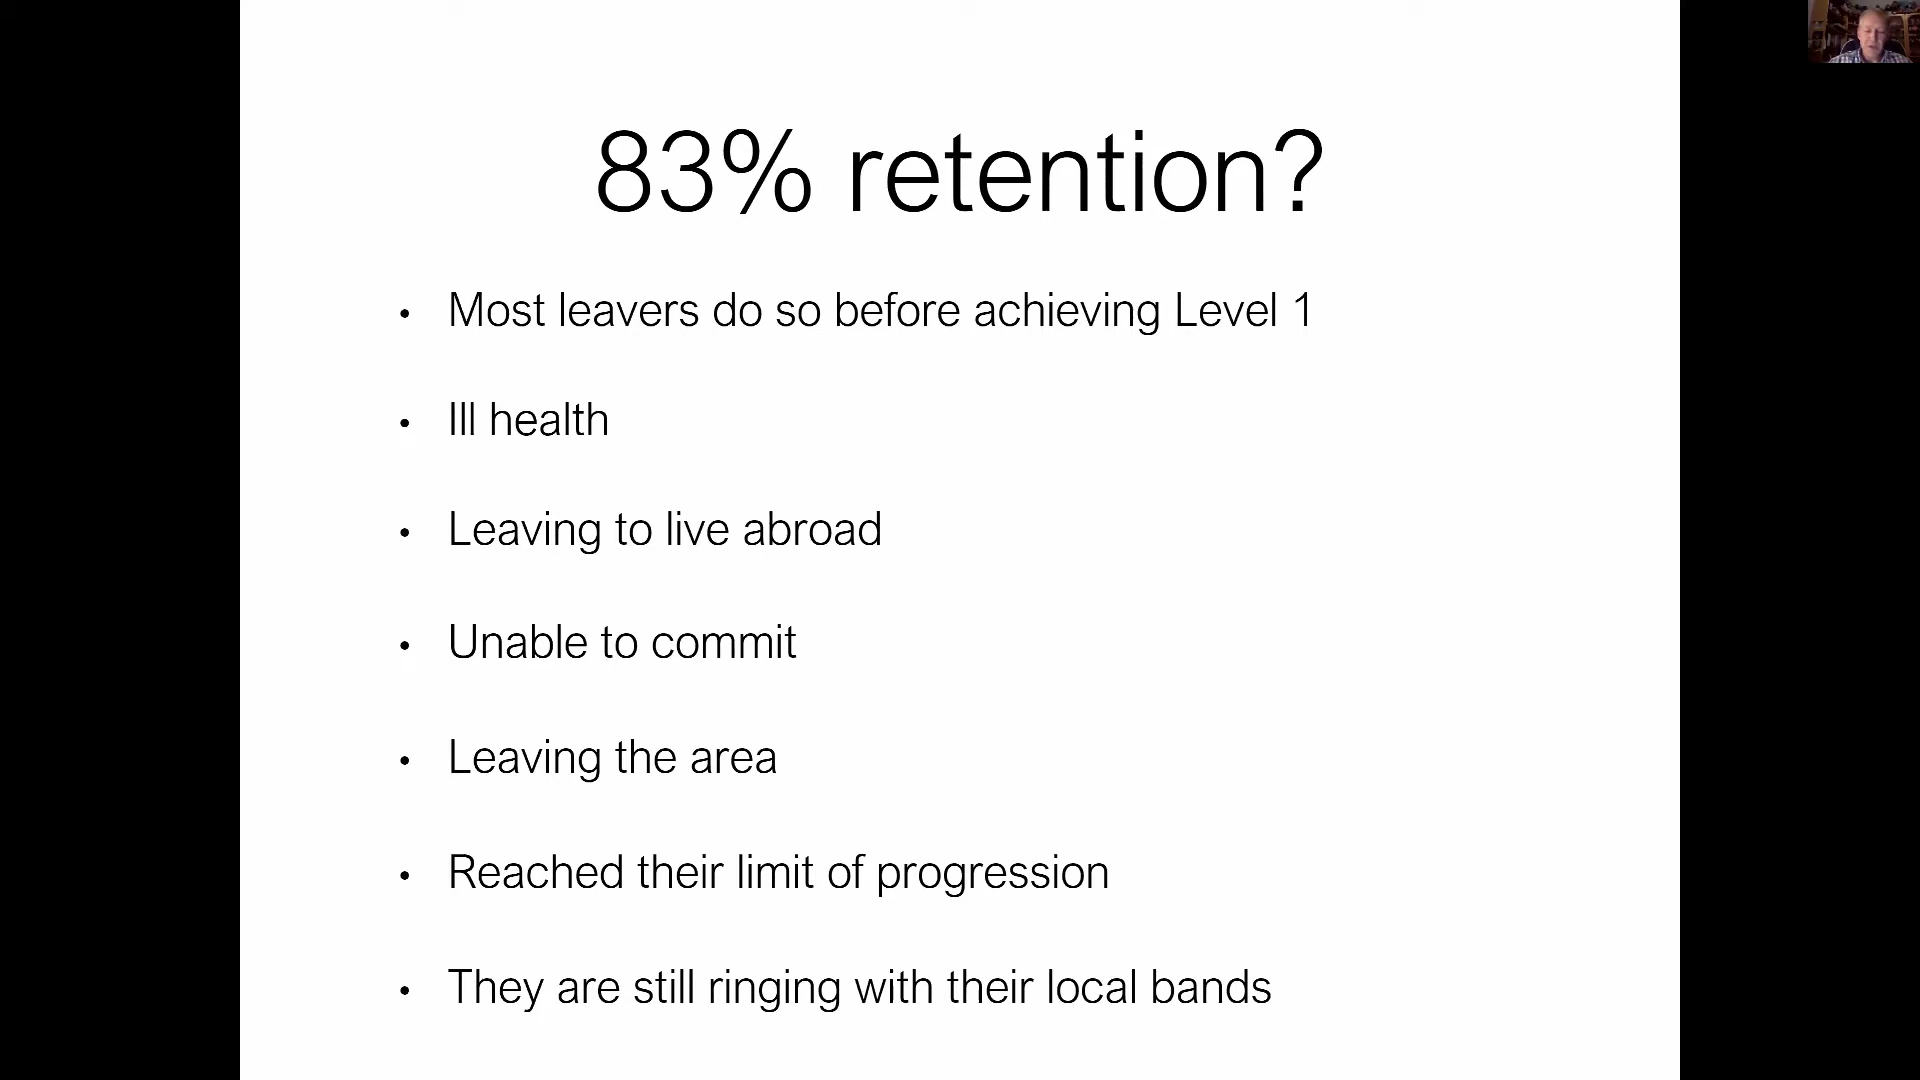 83% retention?
• Most leavers do so before achieving Level 1
• Ill health
• Leaving to live abroad
• Unable to commit
• Leaving the area
• Reached their limit of progression
• They are still ringing with their local bands